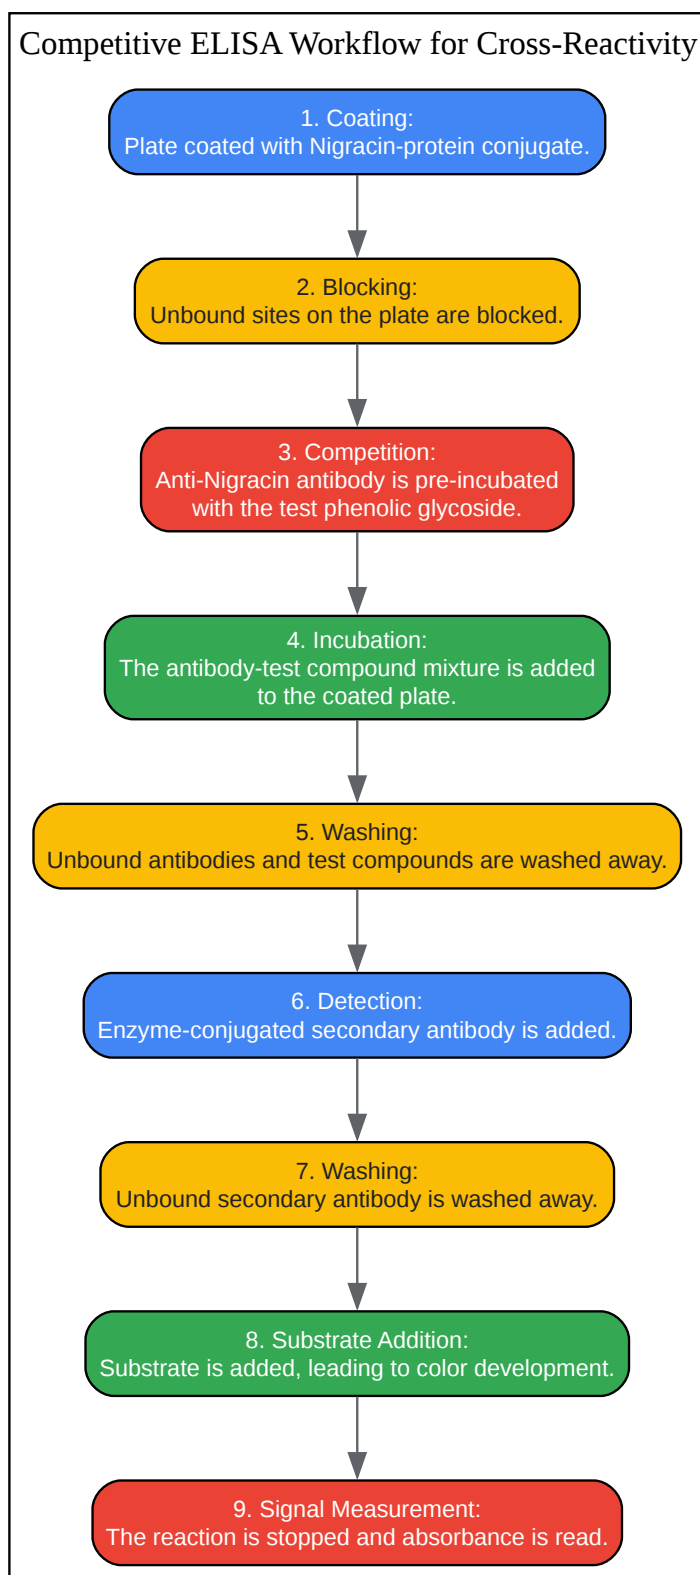 Competitive ELISA Workflow for Cross-Reactivity
1. Coating:
Plate coated with Nigracin-protein conjugate.
2. Blocking:
Unbound sites on the plate are blocked.
3. Competition:
Anti-Nigracin antibody is pre-incubated
with the test phenolic glycoside.
4. Incubation:
The antibody-test compound mixture is added
to the coated plate.
5. Washing:
Unbound antibodies and test compounds are washed away.
6. Detection:
Enzyme-conjugated secondary antibody is added.
7. Washing:
Unbound secondary antibody is washed away.
8. Substrate Addition:
Substrate is added, leading to color development.
9. Signal Measurement:
The reaction is stopped and absorbance is read.